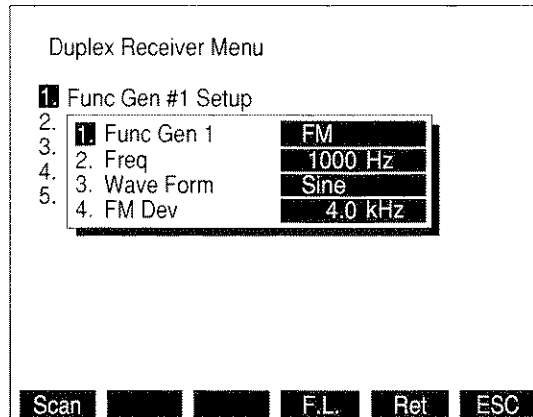 Duplex Receiver Menu
1. Func Gen #1 Setup
2.
3.
4.
5.
1. Func Gen 1 FM
2. Freq 1000 Hz
3. Wave Form Sine
4. FM Dev 4.0 kHz
Scan F.L. Ret ESC